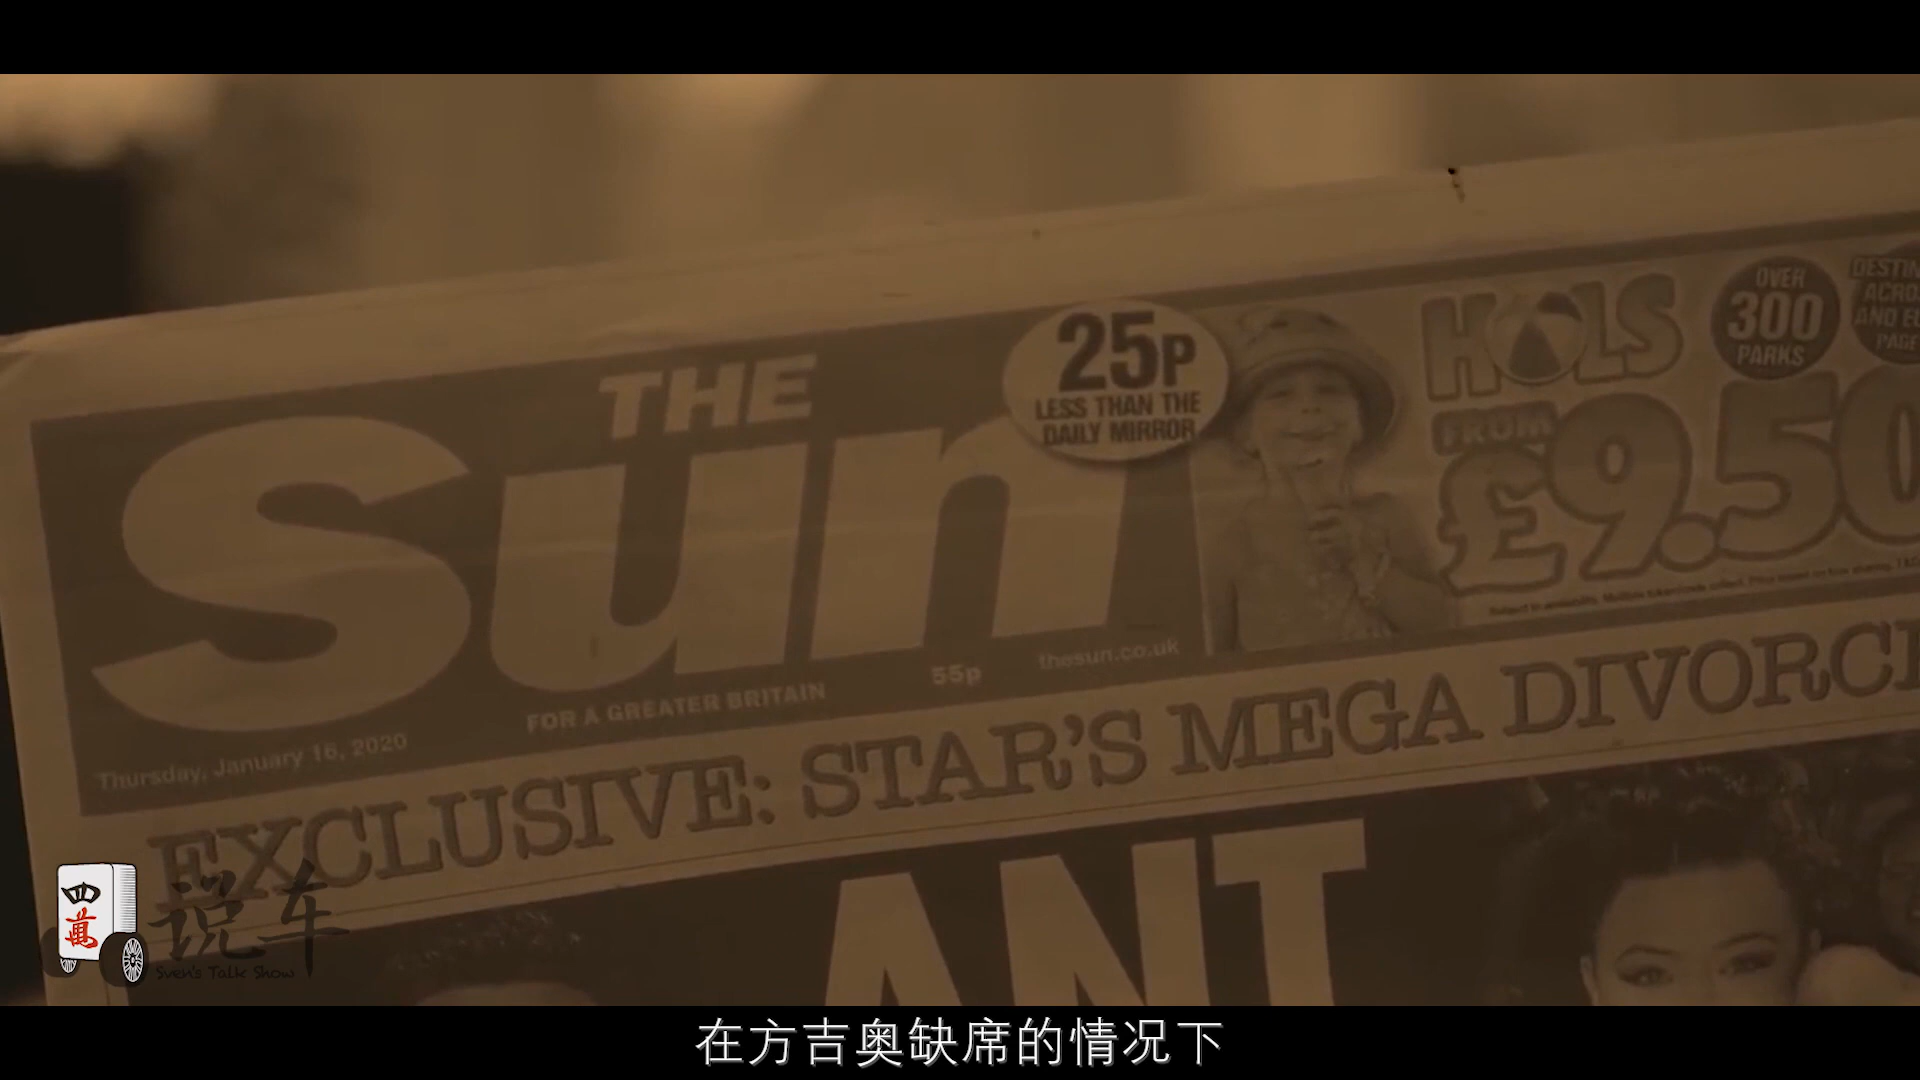 THE
Sun
25P
LESS THAN THE
DAILY MIRROR
HOLS
FROM
£9.50
OVER
300
PARKS
FOR A GREATER BRITAIN
55p
thesun.co.uk
Thursday, January 16, 2020
EXCLUSIVE: STAR'S MEGA DIVORC
ANT
四萬
说车
Sven's Talk Show
在方吉奥缺席的情况下